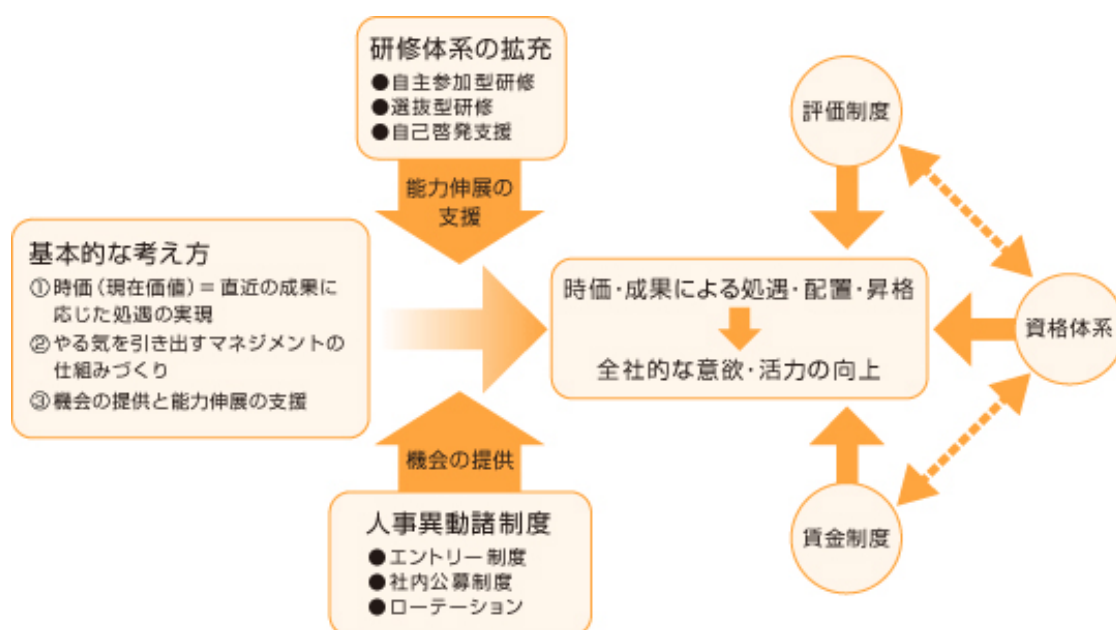 研修体系の拡充
●自主参加型研修
●選抜型研修
●自己啓発支援
能力伸展の
支援
基本的な考え方
①時価(現在価値)=直近の成果に
応じた処遇の実現
②やる気を引き出すマネジメントの
仕組みづくり
③機会の提供と能力伸展の支援
機会の提供
人事異動諸制度
●エントリー制度
●社内公募制度
●ローテーション
時価・成果による処遇・配置・昇格
全社的な意欲・活力の向上
評価制度
資格体系
賃金制度